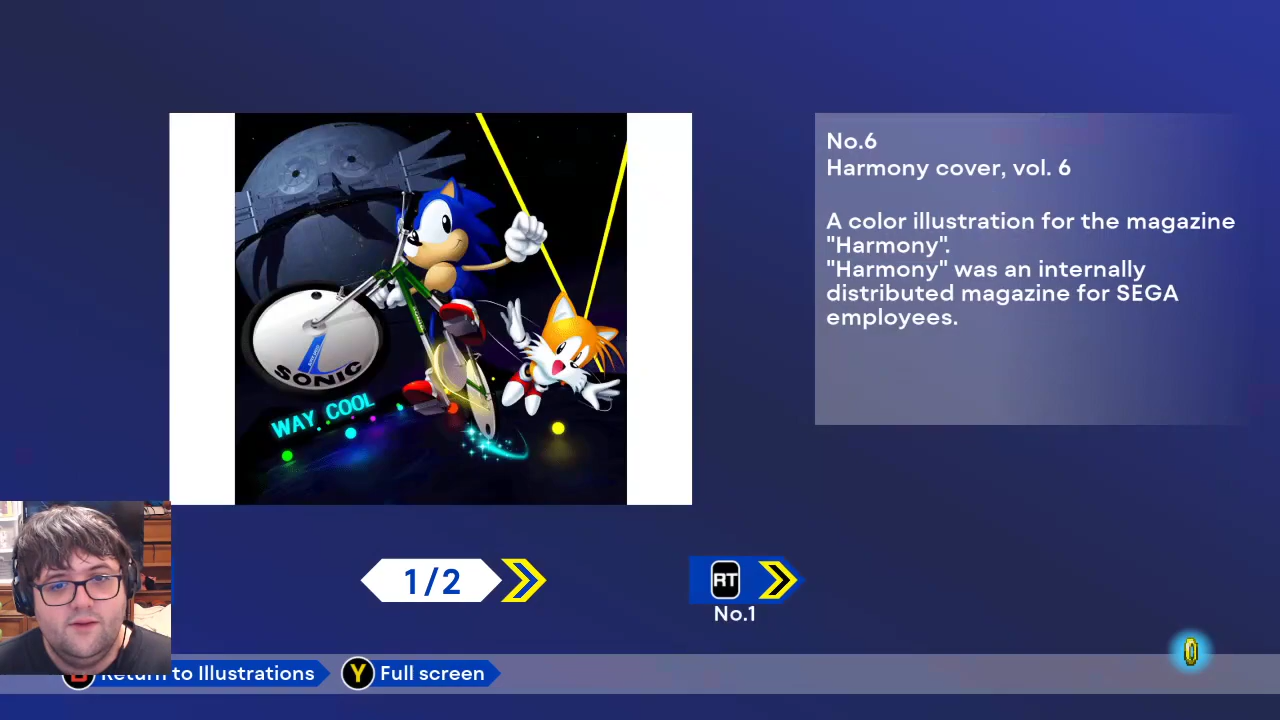 No.6
Harmony cover, vol. 6
A color illustration for the magazine
"Harmony".
"Harmony" was an internally
distributed magazine for SEGA
employees.
SONIC
WAY COOL
1/2
RT
No.1
Return to Illustrations
Y Full screen